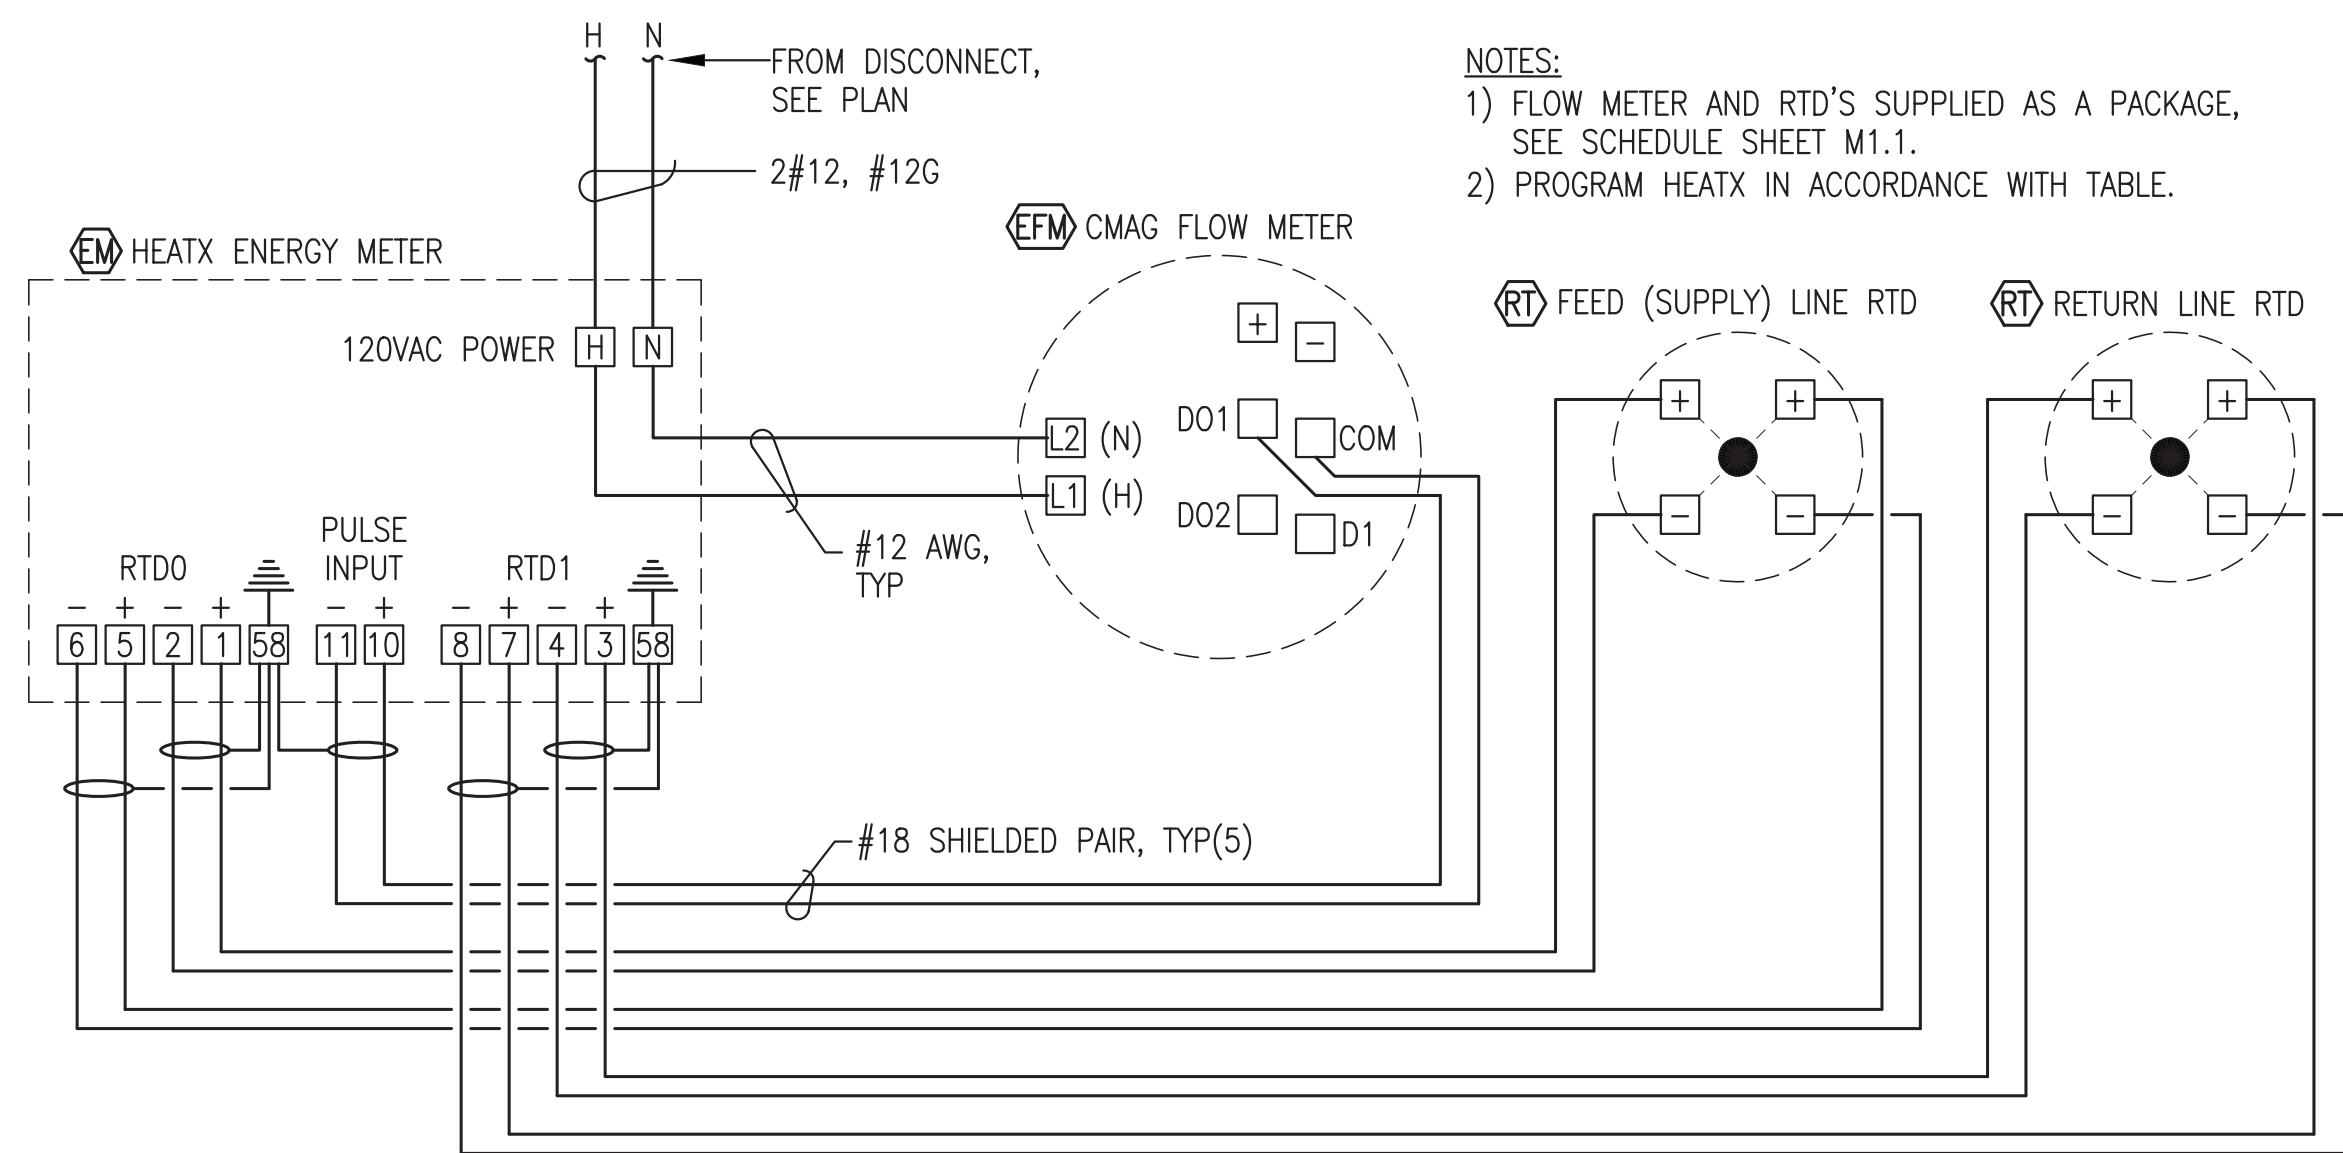 H N
FROM DISCONNECT,
SEE PLAN
2#12, #12G
NOTES:
1) FLOW METER AND RTD'S SUPPLIED AS A PACKAGE,
SEE SCHEDULE SHEET M1.1.
2) PROGRAM HEATX IN ACCORDANCE WITH TABLE.
EM HEATX ENERGY METER
120VAC POWER H N
EFM CMAG FLOW METER
+
-
DO1
COM
L2 (N)
L1 (H)
DO2
D1
RT FEED (SUPPLY) LINE RTD
+ +
- -
RT RETURN LINE RTD
+ +
- -
#12 AWG,
TYP
RTD0
PULSE
INPUT
RTD1
- + - + - + - + - +
6 5 2 1 58 11 10 8 7 4 3 58
#18 SHIELDED PAIR, TYP(5)